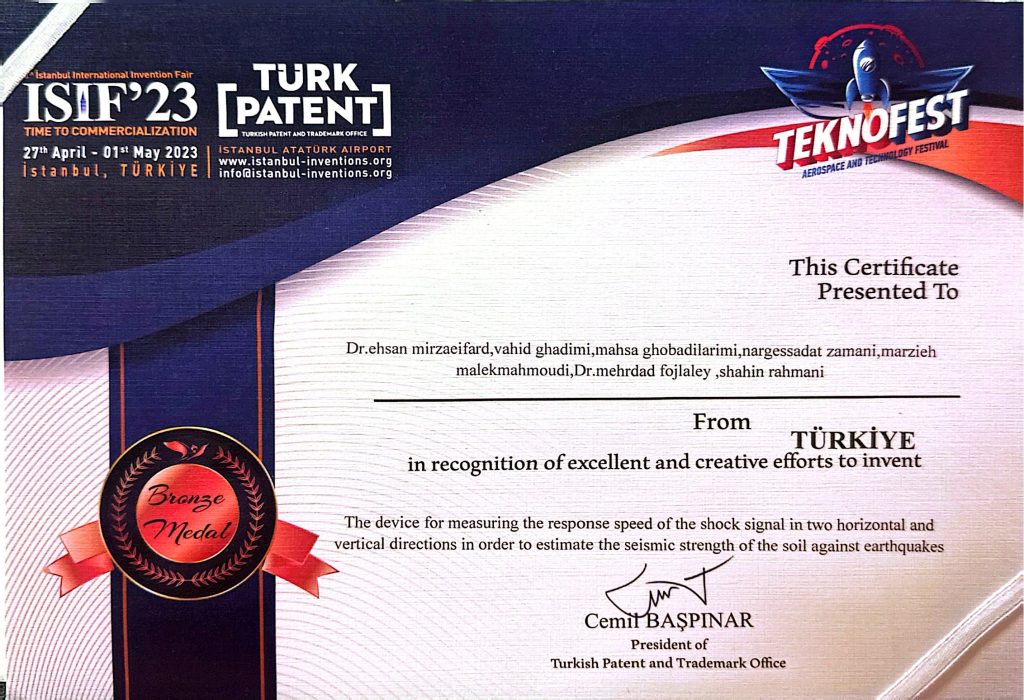 İstanbul International Invention Fair
ISIF'23
TIME TO COMMERCIALIZATION
27th April - 01st May 2023
İstanbul, TÜRKİYE
TÜRK
[PATENT]
TURKISH PATENT AND TRADEMARK OFFICE
İSTANBUL ATATÜRK AIRPORT
www.istanbul-inventions.org
info@istanbul-inventions.org
TEKNOFEST
AEROSPACE AND TECHNOLOGY FESTIVAL
This Certificate
Presented To
Dr.ehsan mirzaeifard,vahid ghadimi,mahsa ghobadilarimi,nargessadat zamani,marzieh
malekmahmoudi,Dr.mehrdad fojlaley ,shahin rahmani
From
TÜRKİYE
in recognition of excellent and creative efforts to invent
Bronze
Medal
The device for measuring the response speed of the shock signal in two horizontal and
vertical directions in order to estimate the seismic strength of the soil against earthquakes
Cemil BAŞPINAR
President of
Turkish Patent and Trademark Office